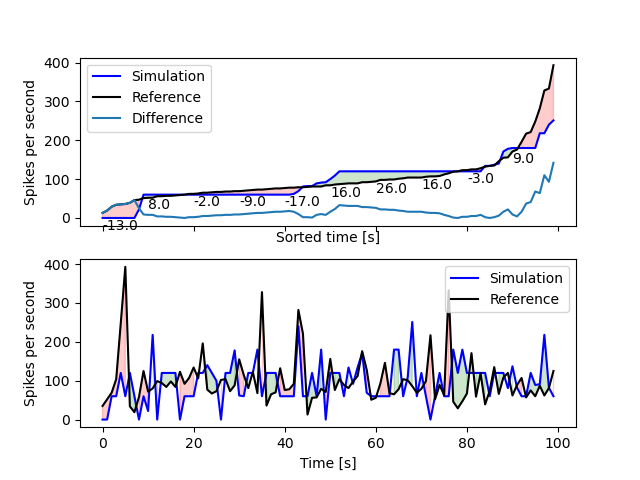 400
300
200
100
0
Spikes per second
Simulation
Reference
Difference
-13.0
8.0
-2.0
-9.0
-17.0
16.0
26.0
16.0
-3.0
9.0
Sorted time [s]
400
300
200
100
0
Spikes per second
Simulation
Reference
0 20 40 60 80 100
Time [s]